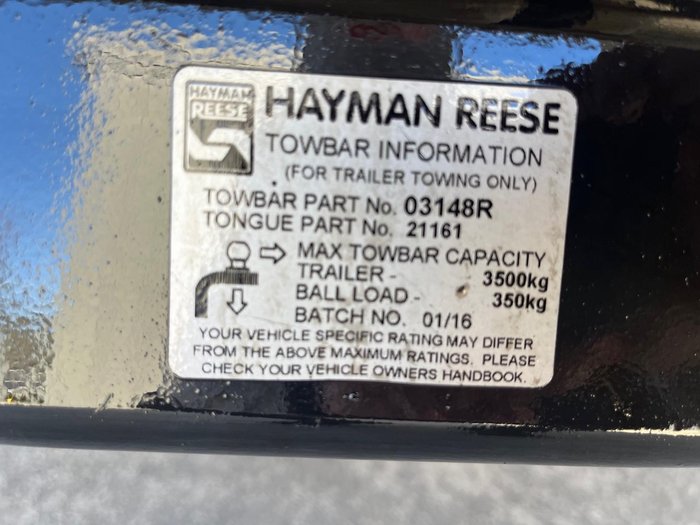 HAYMAN
REESE
HAYMAN REESE
TOWBAR INFORMATION
(FOR TRAILER TOWING ONLY)
TOWBAR PART No. 03148R
TONGUE PART No. 21161
MAX TOWBAR CAPACITY
TRAILER - 3500kg
BALL LOAD - 350kg
BATCH NO. 01/16
YOUR VEHICLE SPECIFIC RATING MAY DIFFER
FROM THE ABOVE MAXIMUM RATINGS. PLEASE
CHECK YOUR VEHICLE OWNERS HANDBOOK.